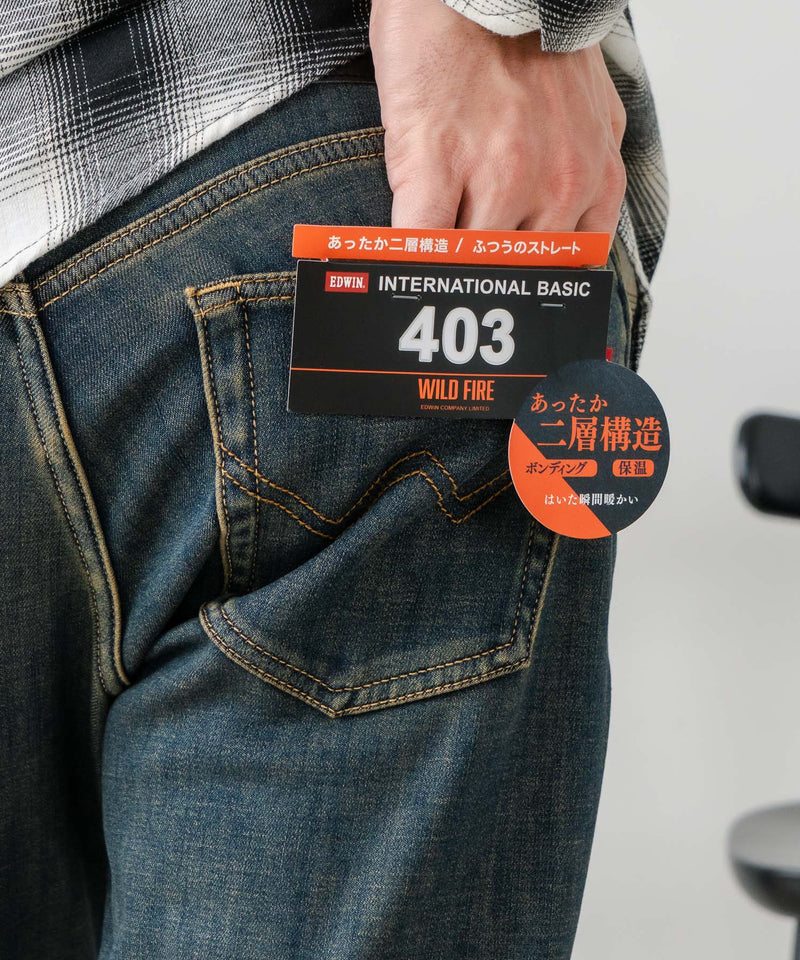 あったか二層構造 / ふつうのストレート
EDWIN. INTERNATIONAL BASIC
403
WILD FIRE
EDWIN COMPANY LIMITED
あったか
二層構造
ボンディング 保温
はいた瞬間暖かい